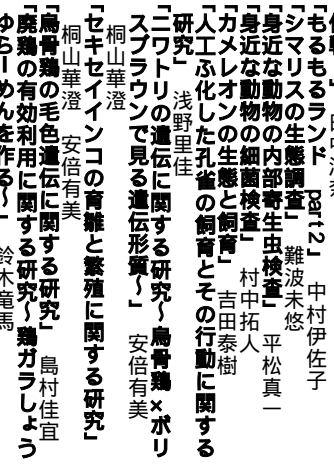 「もるもるランド part2」 中村伊佐子
「シマリスの生態調査」 難波未悠
「身近な動物の内部寄生虫検査」 平松真一
「身近な動物の細菌検査」 村中拓人
「カメレオンの生態と飼育」 吉田泰樹
「人工ふ化した孔雀の飼育とその行動に関する
研究」 浅野里佳
「ニワトリの遺伝に関する研究～烏骨鶏×ボリ
スブラウンで見る遺伝形質～」 安倍有美
桐山華澄
「セキセイインコの育雛と繁殖に関する研究」
桐山華澄 安倍有美
「烏骨鶏の毛色遺伝に関する研究」 島村佳宜
「廃鶏の有効利用に関する研究～鶏ガラしょう
ゆらーめんを作る～」 鈴木竜馬